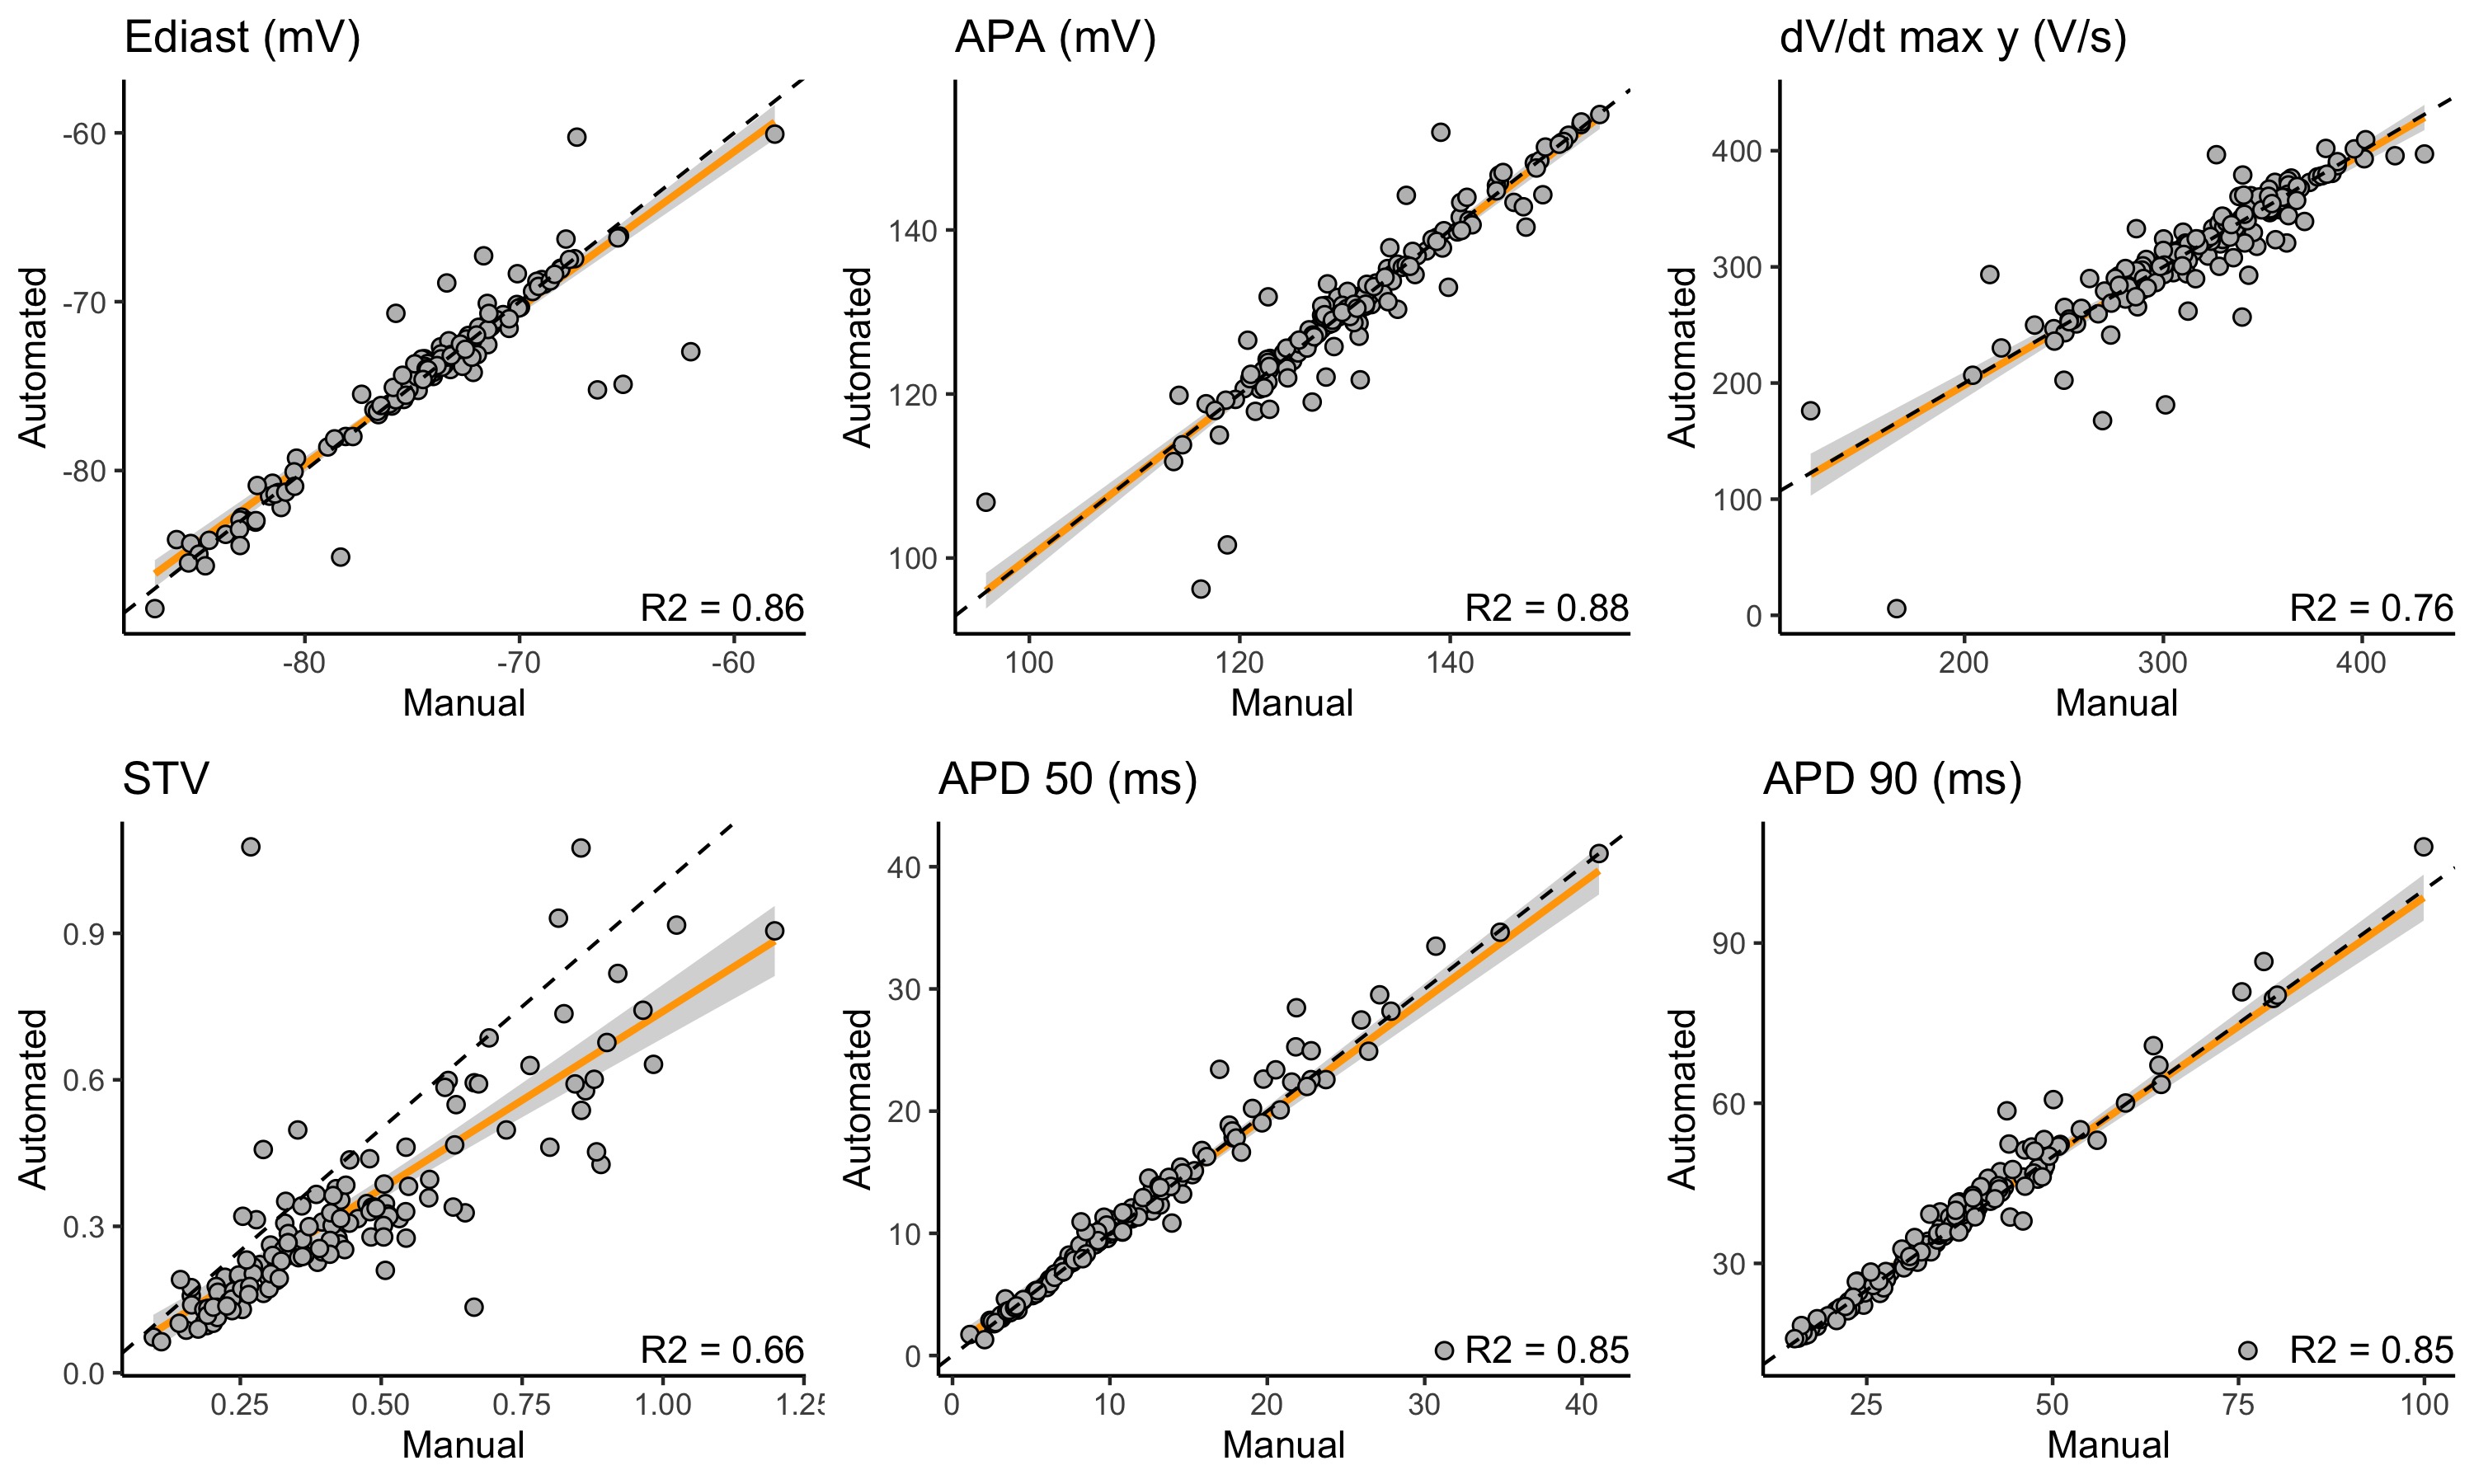 Ediast (mV)
Automated
-60
-70
-80
R2 = 0.86
-80 -70 -60
Manual
APA (mV)
Automated
140
120
100
R2 = 0.88
100 120 140
Manual
dV/dt max y (V/s)
Automated
400
300
200
100
0
R2 = 0.76
200 300 400
Manual
STV
Automated
0.9
0.6
0.3
0.0
R2 = 0.66
0.25 0.50 0.75 1.00 1.25
Manual
APD 50 (ms)
Automated
40
30
20
10
0
R2 = 0.85
0 10 20 30 40
Manual
APD 90 (ms)
Automated
90
60
30
R2 = 0.85
25 50 75 100
Manual